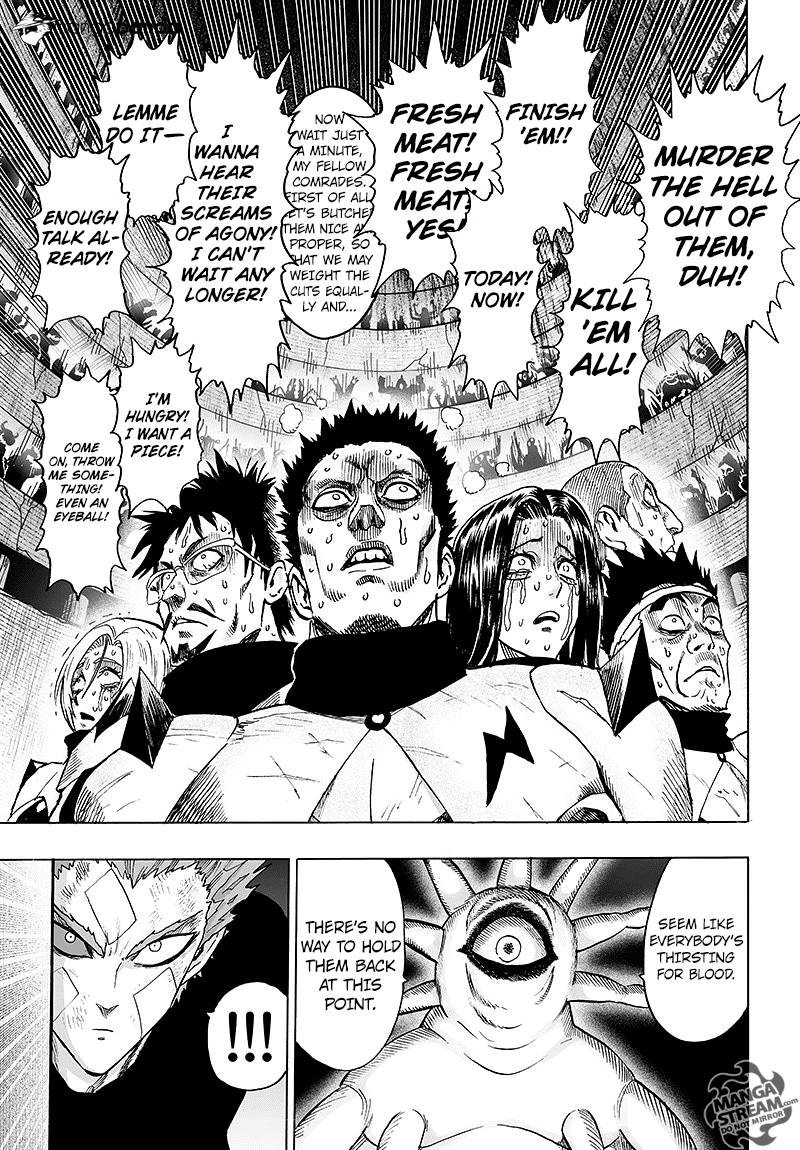 MURDER
THE HELL
OUT OF
THEM,
DUH!
FINISH
'EM!!
KILL
'EM
ALL!
FRESH
MEAT!
FRESH
MEAT,
YES!
TODAY!
NOW!
NOW
WAIT JUST
A MINUTE,
MY FELLOW
COMRADES.
FIRST OF ALL
LET'S BUTCHE
THEM NICE A
PROPER, SO
THAT WE MAY
WEIGHT THE
CUTS EQUAL-
LY AND...
I
WANNA
HEAR
THEIR
SCREAMS
OF AGONY!
I CAN'T
WAIT ANY
LONGER!
LEMME
DO IT—
ENOUGH
TALK AL-
READY!
I'M
HUNGRY!
I WANT A
PIECE!
COME
ON, THROW
ME SOME-
THING!
EVEN AN
EYEBALL!
SEEM LIKE
EVERYBODY'S
THIRSTING
FOR BLOOD.
THERE'S NO
WAY TO HOLD
THEM BACK
AT THIS
POINT.
!!!
MANGA
STREAM.com
DO NOT MIRROR